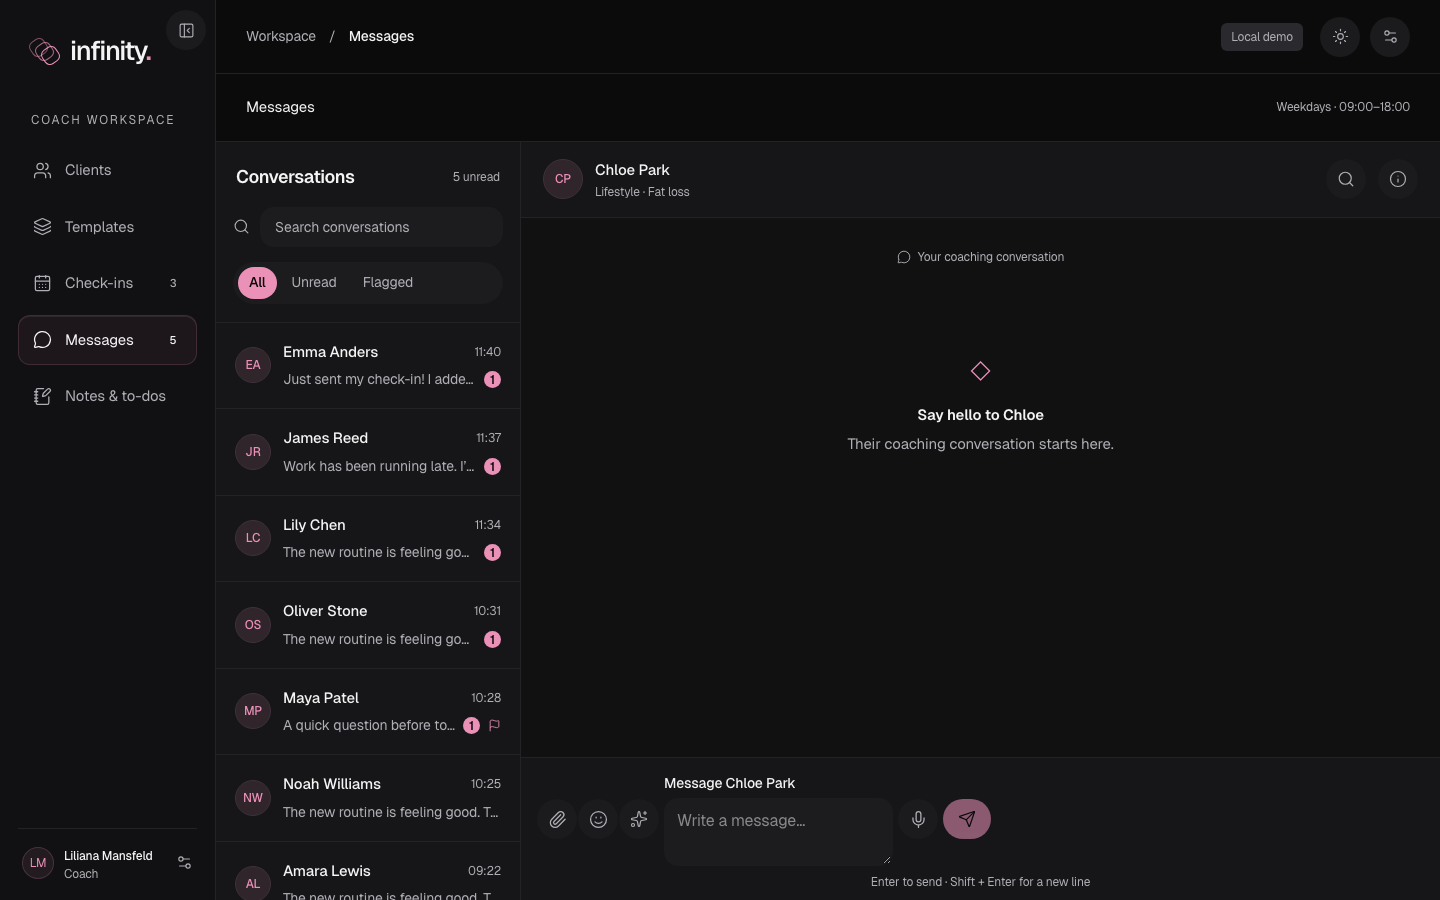 infinity.
Workspace / Messages
Local demo
COACH WORKSPACE
Clients
Templates
Check-ins 3
Messages 5
Notes & to-dos
LM
Liliana Mansfeld
Coach
Messages
Weekdays · 09:00–18:00
Conversations
5 unread
Search conversations
All
Unread
Flagged
EA
Emma Anders
11:40
Just sent my check-in! I adde...
1
JR
James Reed
11:37
Work has been running late. I'...
1
LC
Lily Chen
11:34
The new routine is feeling go...
1
OS
Oliver Stone
10:31
The new routine is feeling go...
1
MP
Maya Patel
10:28
A quick question before to...
1
NW
Noah Williams
10:25
The new routine is feeling good. T...
AL
Amara Lewis
09:22
The new routine is feeling good. T...
CP
Chloe Park
Lifestyle · Fat loss
Your coaching conversation
Say hello to Chloe
Their coaching conversation starts here.
Message Chloe Park
Write a message...
Enter to send · Shift + Enter for a new line